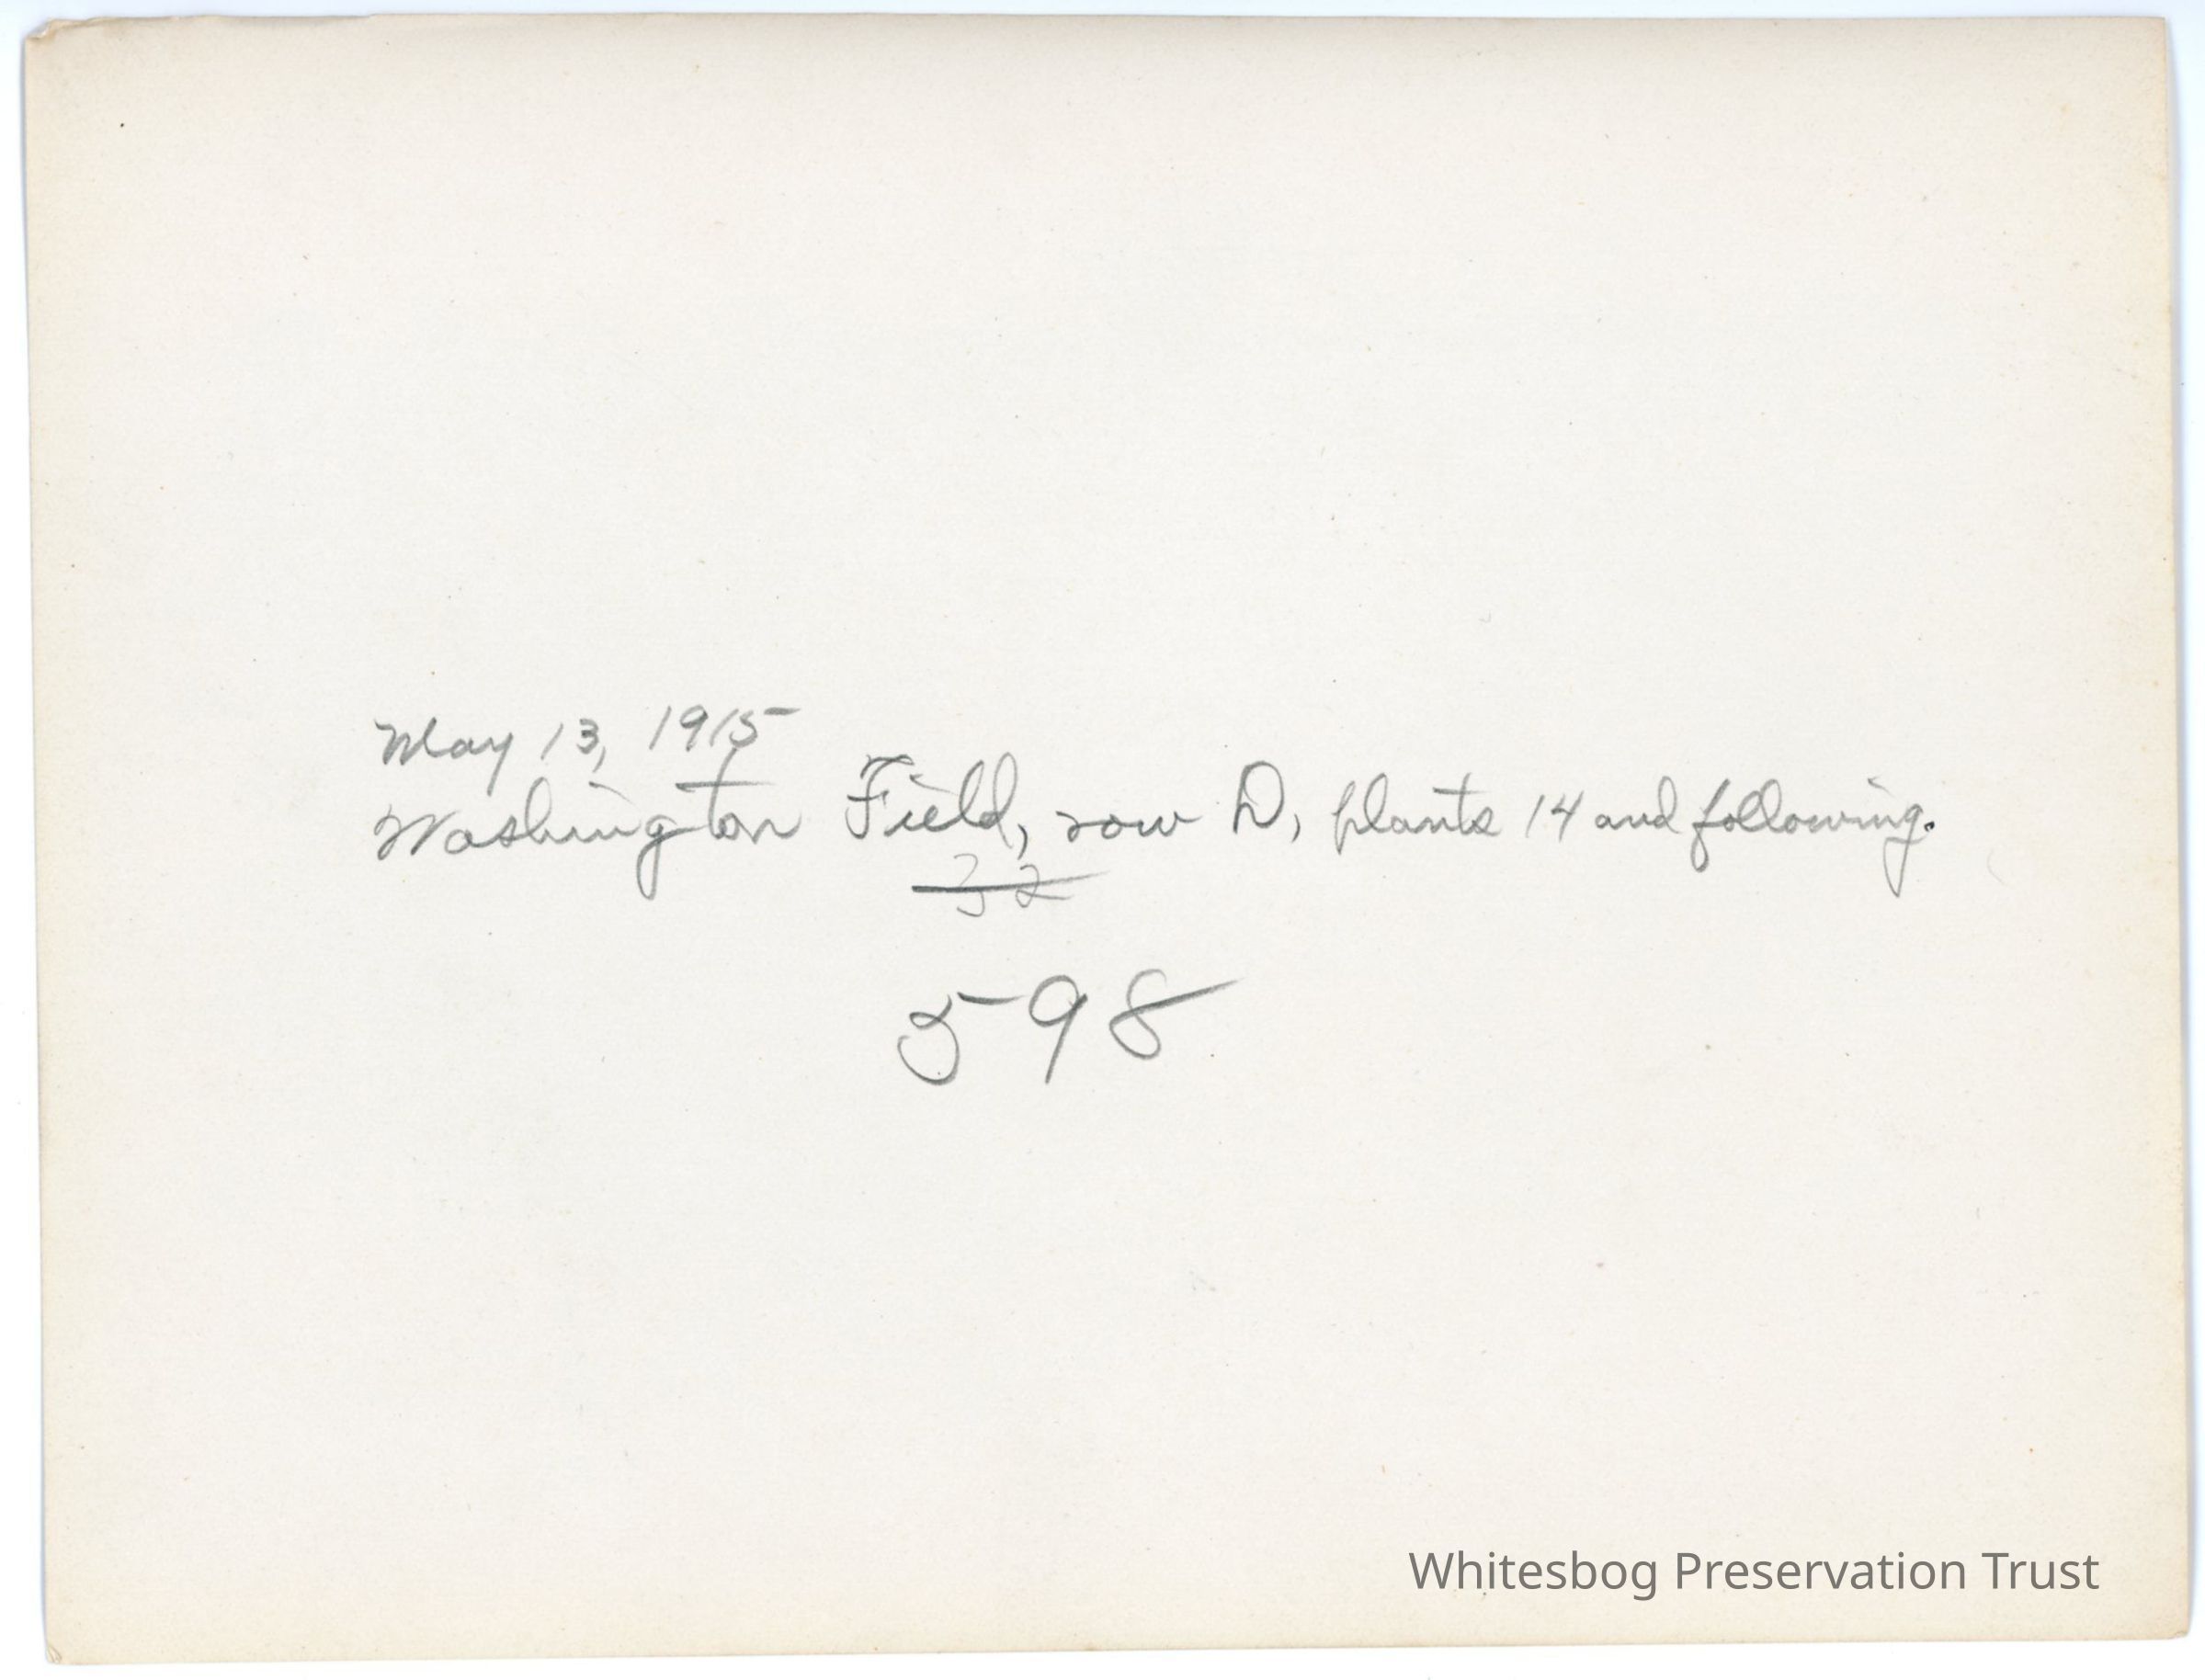 May 13, 1915
Washington Field, row D, plants 14 and following.
32
598
Whitesbog Preservation Trust